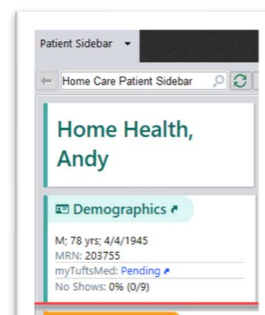 Patient Sidebar
Home Care Patient Sidebar
Home Health,
Andy
Demographics
M; 78 yrs; 4/4/1945
MRN: 203755
myTuftsMed: Pending
No Shows: 0% (0/9)